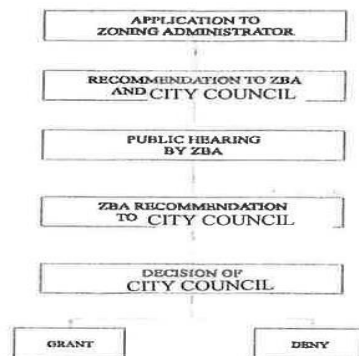 APPLICATION TO
ZONING ADMINISTRATOR
RECOMMENDATION TO ZBA
AND CITY COUNCIL
PUBLIC HEARING
BY ZBA
ZBA RECOMMENDATION
TO CITY COUNCIL
DECISION OF
CITY COUNCIL
GRANT
DENY